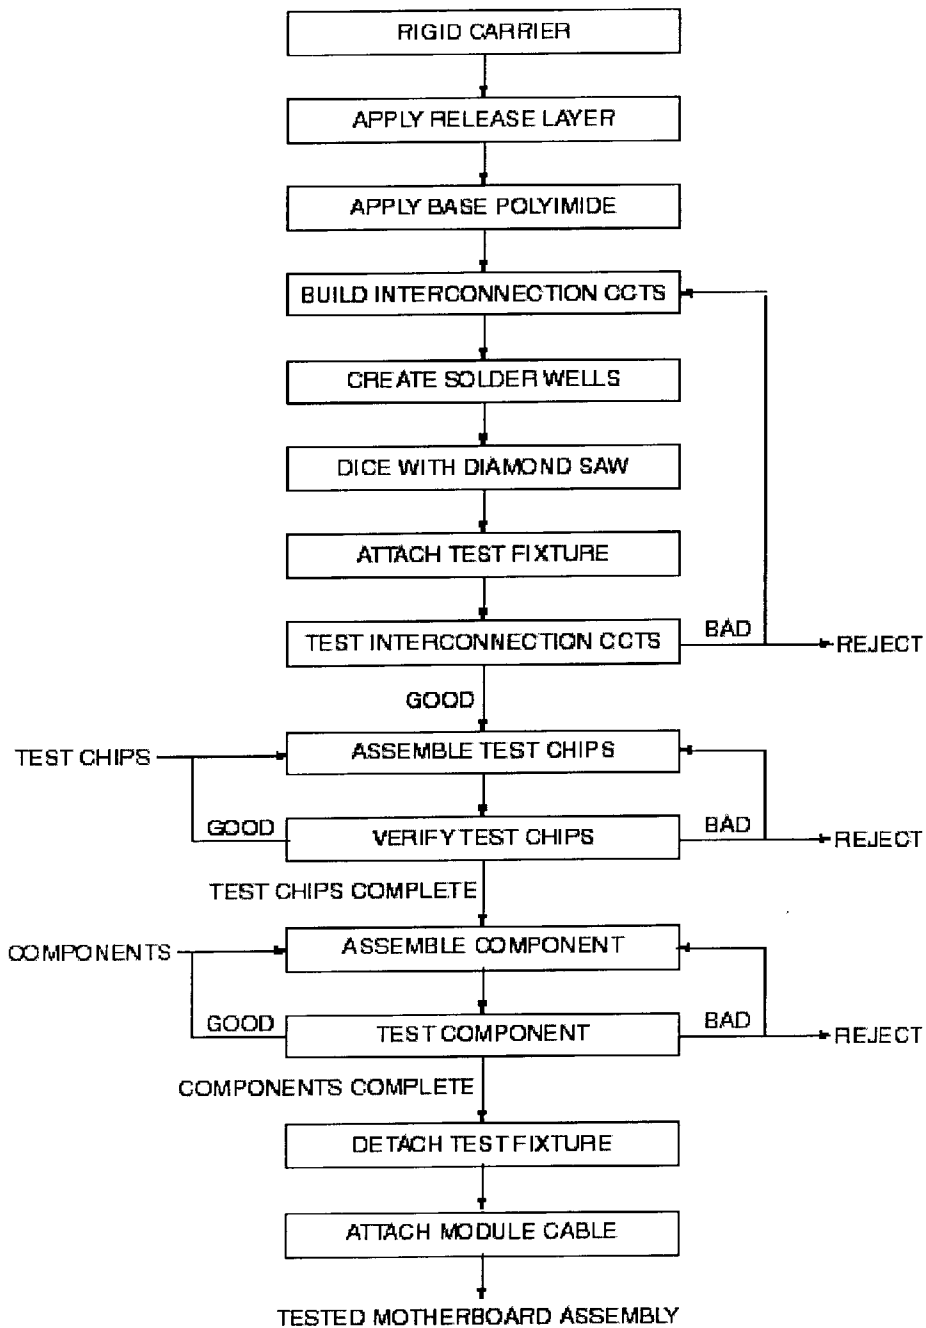 RIGID CARRIER
APPLY RELEASE LAYER
APPLY BASE POLYIMIDE
BUILD INTERCONNECTION CCTS
CREATE SOLDER WELLS
DICE WITH DIAMOND SAW
ATTACH TEST FIXTURE
TEST INTERCONNECTION CCTS
BAD
REJECT
GOOD
TEST CHIPS
ASSEMBLE TEST CHIPS
GOOD
VERIFY TEST CHIPS
BAD
REJECT
TEST CHIPS COMPLETE
COMPONENTS
ASSEMBLE COMPONENT
GOOD
TEST COMPONENT
BAD
REJECT
COMPONENTS COMPLETE
DETACH TEST FIXTURE
ATTACH MODULE CABLE
TESTED MOTHERBOARD ASSEMBLY